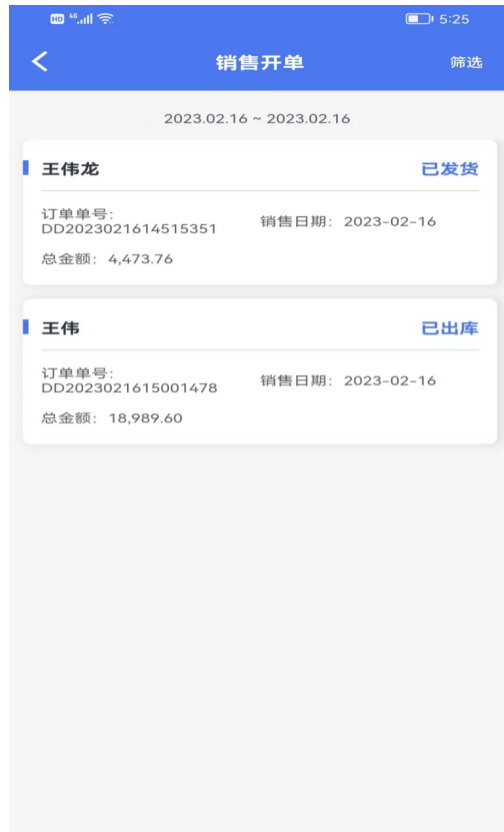 HD 4G 5:25
销售开单 筛选
2023.02.16 ~ 2023.02.16
王伟龙 已发货
订单单号:
DD2023021614515351 销售日期: 2023-02-16
总金额: 4,473.76
王伟 已出库
订单单号:
DD2023021615001478 销售日期: 2023-02-16
总金额: 18,989.60